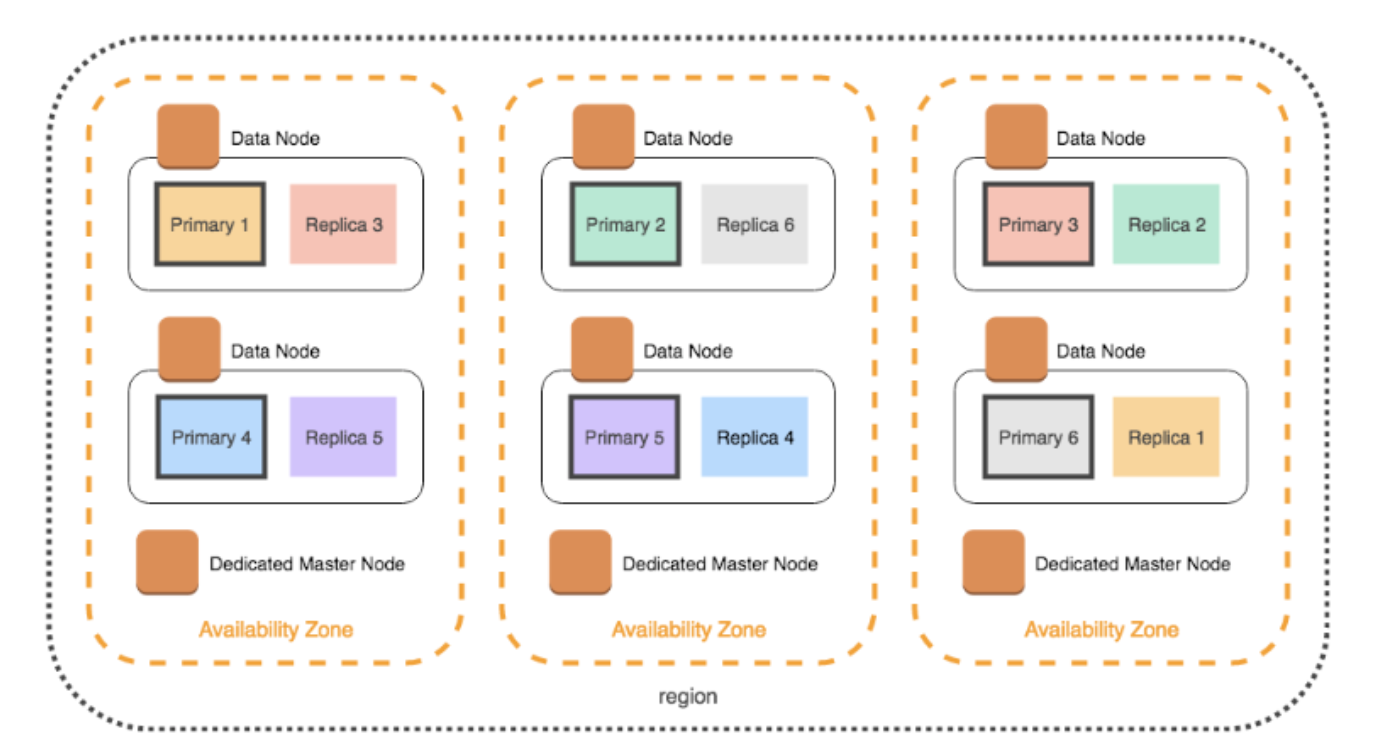 Data Node
Primary 1
Replica 3
Data Node
Primary 4
Replica 5
Dedicated Master Node
Availability Zone
Data Node
Primary 2
Replica 6
Data Node
Primary 5
Replica 4
Dedicated Master Node
Availability Zone
Data Node
Primary 3
Replica 2
Data Node
Primary 6
Replica 1
Dedicated Master Node
Availability Zone
region